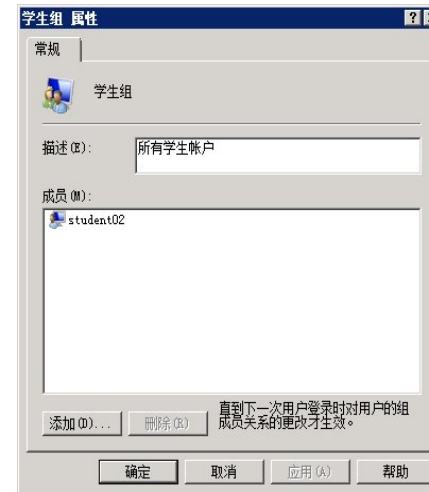 学生组 属性
常规
学生组
描述(E):
所有学生帐户
成员(M):
student02
添加(D)...
删除(R)
直到下一次用户登录时对用户的组
成员关系的更改才生效。
确定
取消
应用(A)
帮助